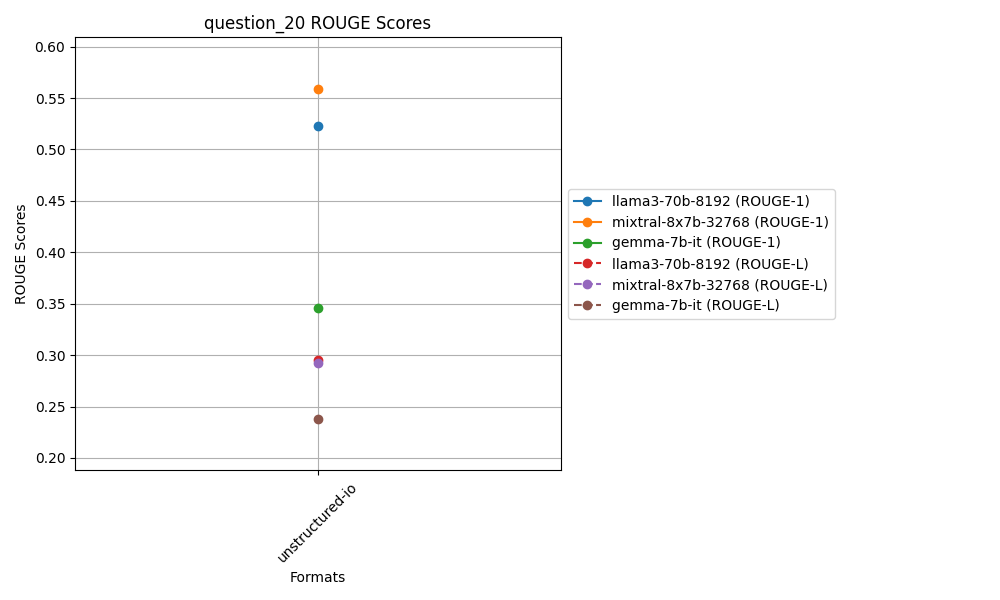 question_20 ROUGE Scores
0.60
0.55
0.50
0.45
0.40
0.35
0.30
0.25
0.20
ROUGE Scores
unstructured-io
Formats
llama3-70b-8192 (ROUGE-1)
mixtral-8x7b-32768 (ROUGE-1)
gemma-7b-it (ROUGE-1)
llama3-70b-8192 (ROUGE-L)
mixtral-8x7b-32768 (ROUGE-L)
gemma-7b-it (ROUGE-L)